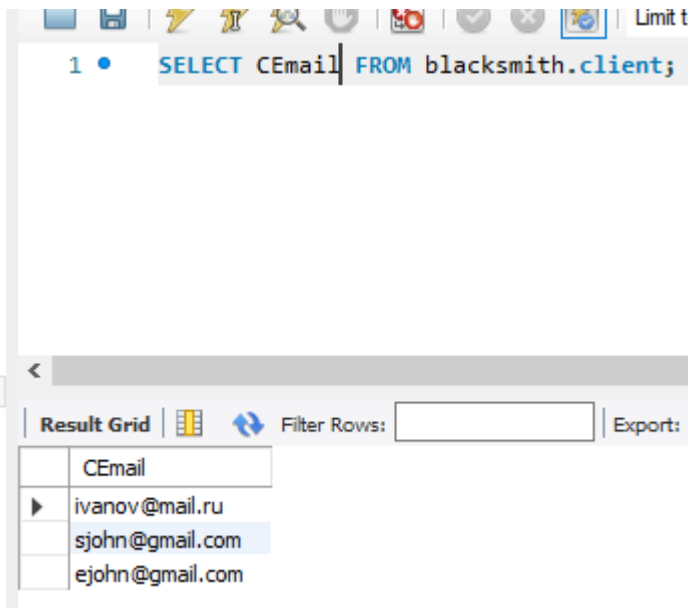 Limit t
1 SELECT CEmail FROM blacksmith.client;
Result Grid Filter Rows: Export:
CEmail
ivanov@mail.ru
sjohn@gmail.com
ejohn@gmail.com